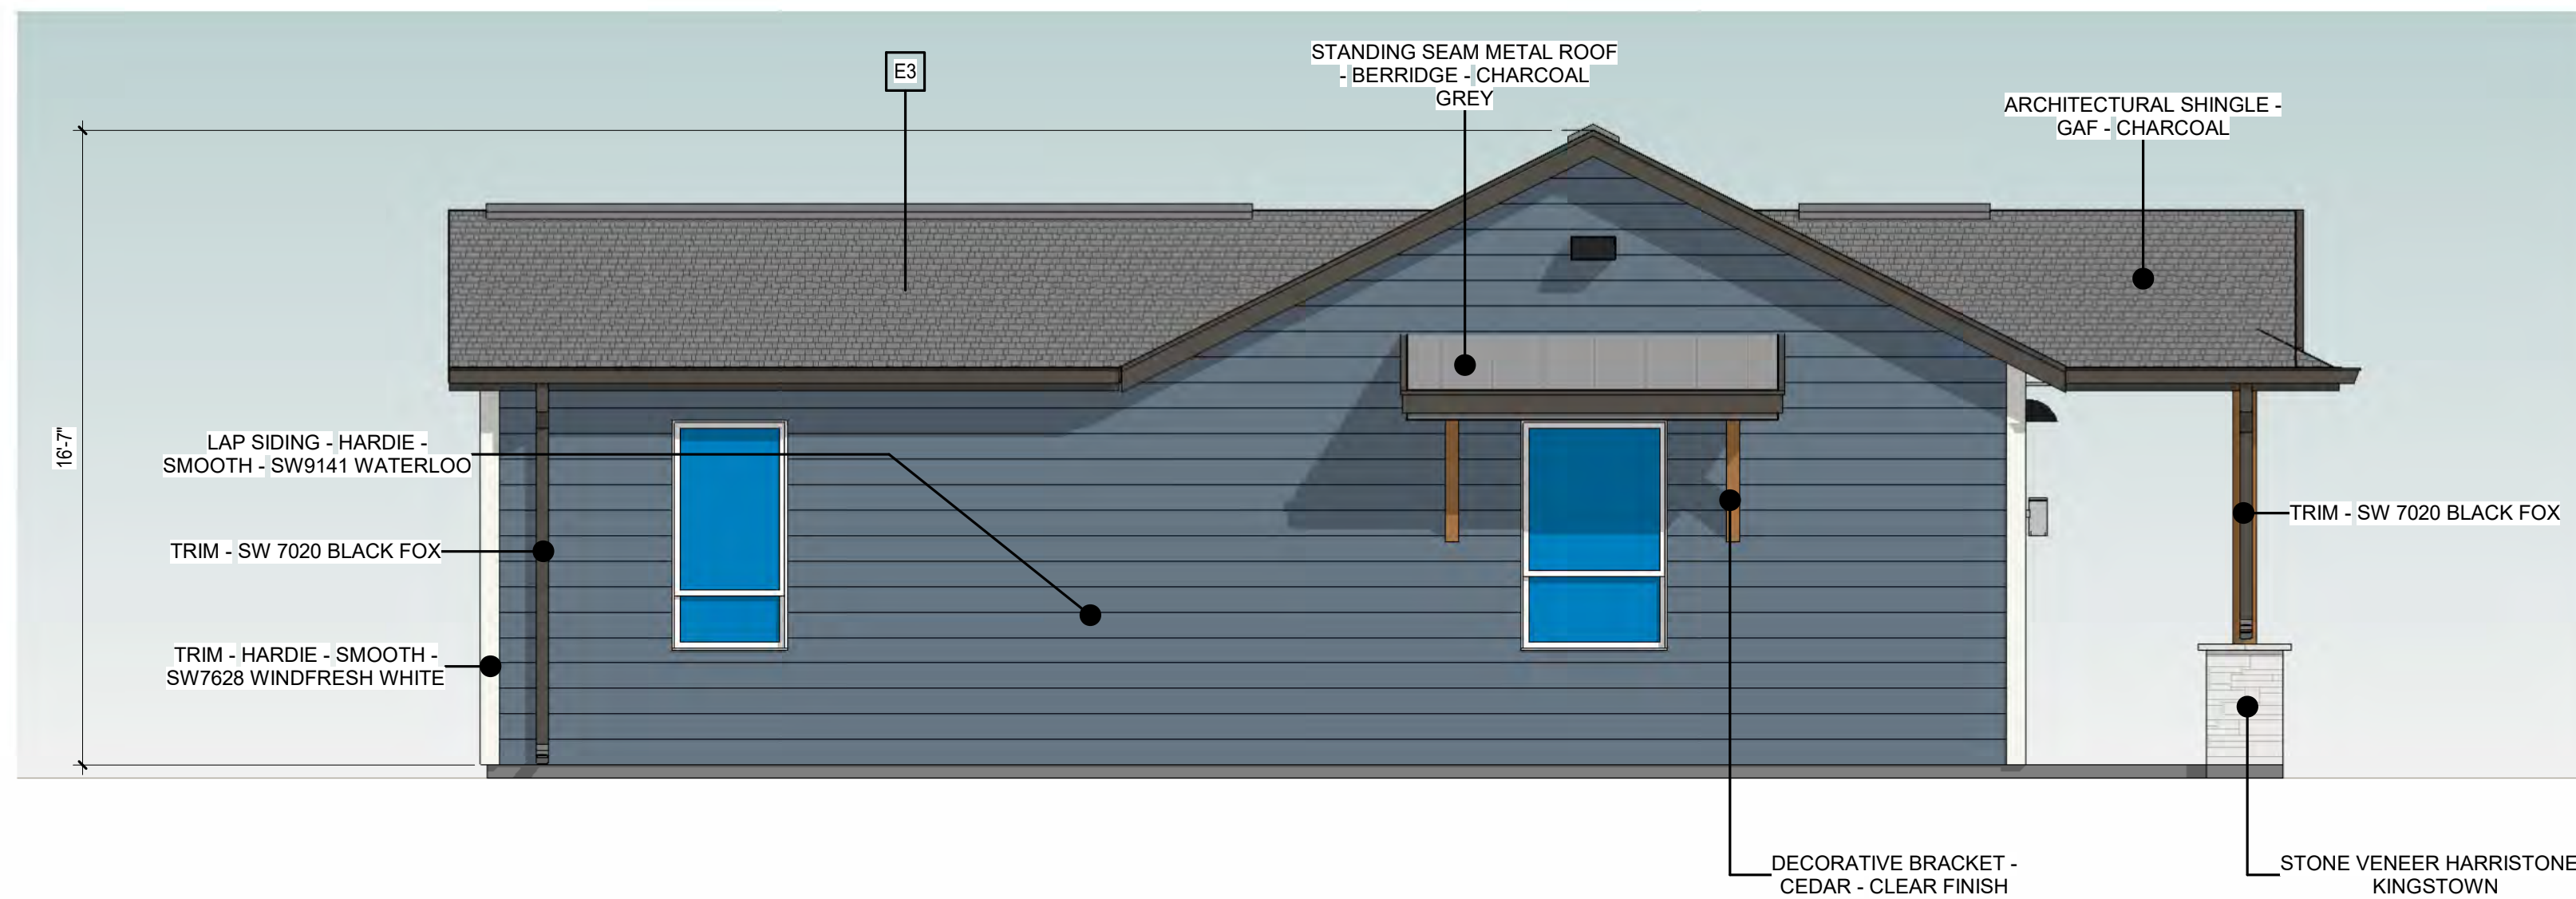 E3
STANDING SEAM METAL ROOF
- BERRIDGE - CHARCOAL
GREY
ARCHITECTURAL SHINGLE -
GAF - CHARCOAL
16'-7"
LAP SIDING - HARDIE -
SMOOTH - SW9141 WATERLOO
TRIM - SW 7020 BLACK FOX
TRIM - SW 7020 BLACK FOX
TRIM - HARDIE - SMOOTH -
SW7628 WINDFRESH WHITE
DECORATIVE BRACKET -
CEDAR - CLEAR FINISH
STONE VENEER HARRISTONE
KINGSTOWN